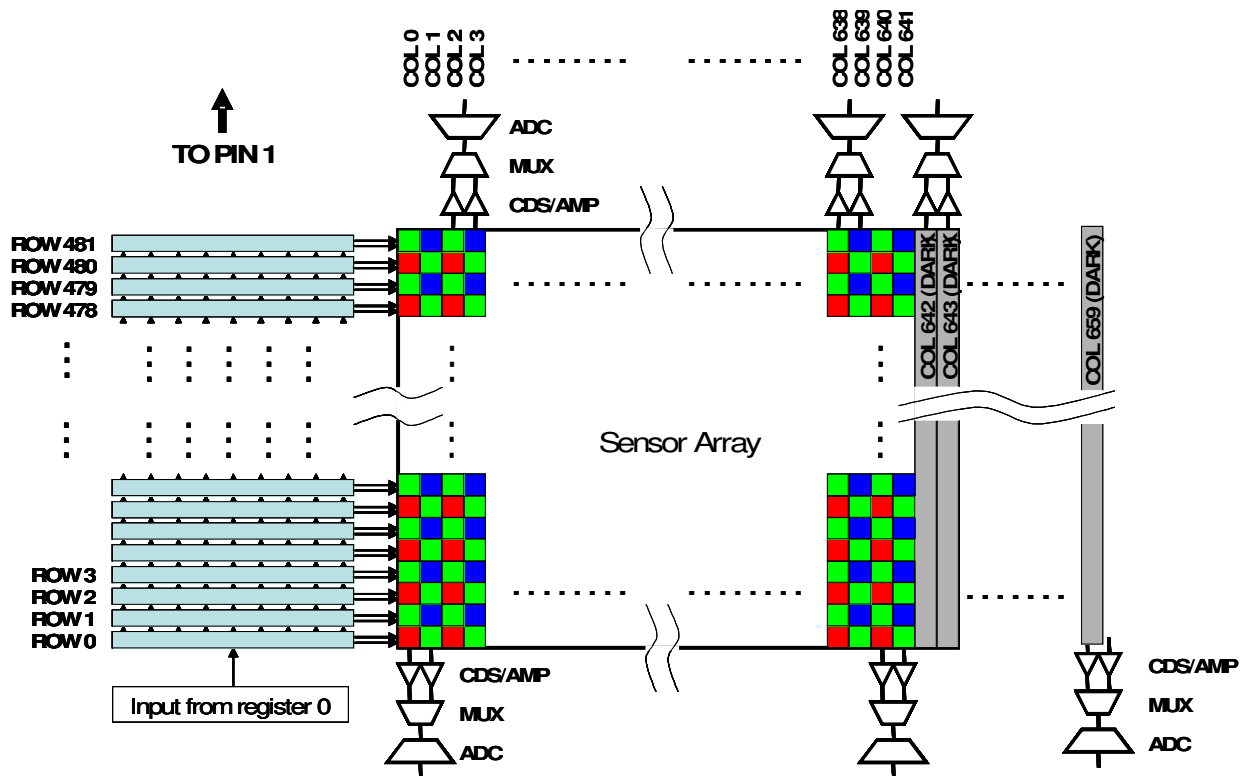 COL 0
COL 1
COL 2
COL 3
COL 638
COL 639
COL 640
COL 641
TO PIN 1
ADC
MUX
CDS/AMP
ROW 481
ROW 480
ROW 479
ROW 478
COL 642 (DARK
COL 643 (DARK
COL 659 (DARK)
Sensor Array
ROW 3
ROW 2
ROW 1
ROW 0
Input from register 0
CDS/AMP
MUX
ADC
CDS/AMP
MUX
ADC